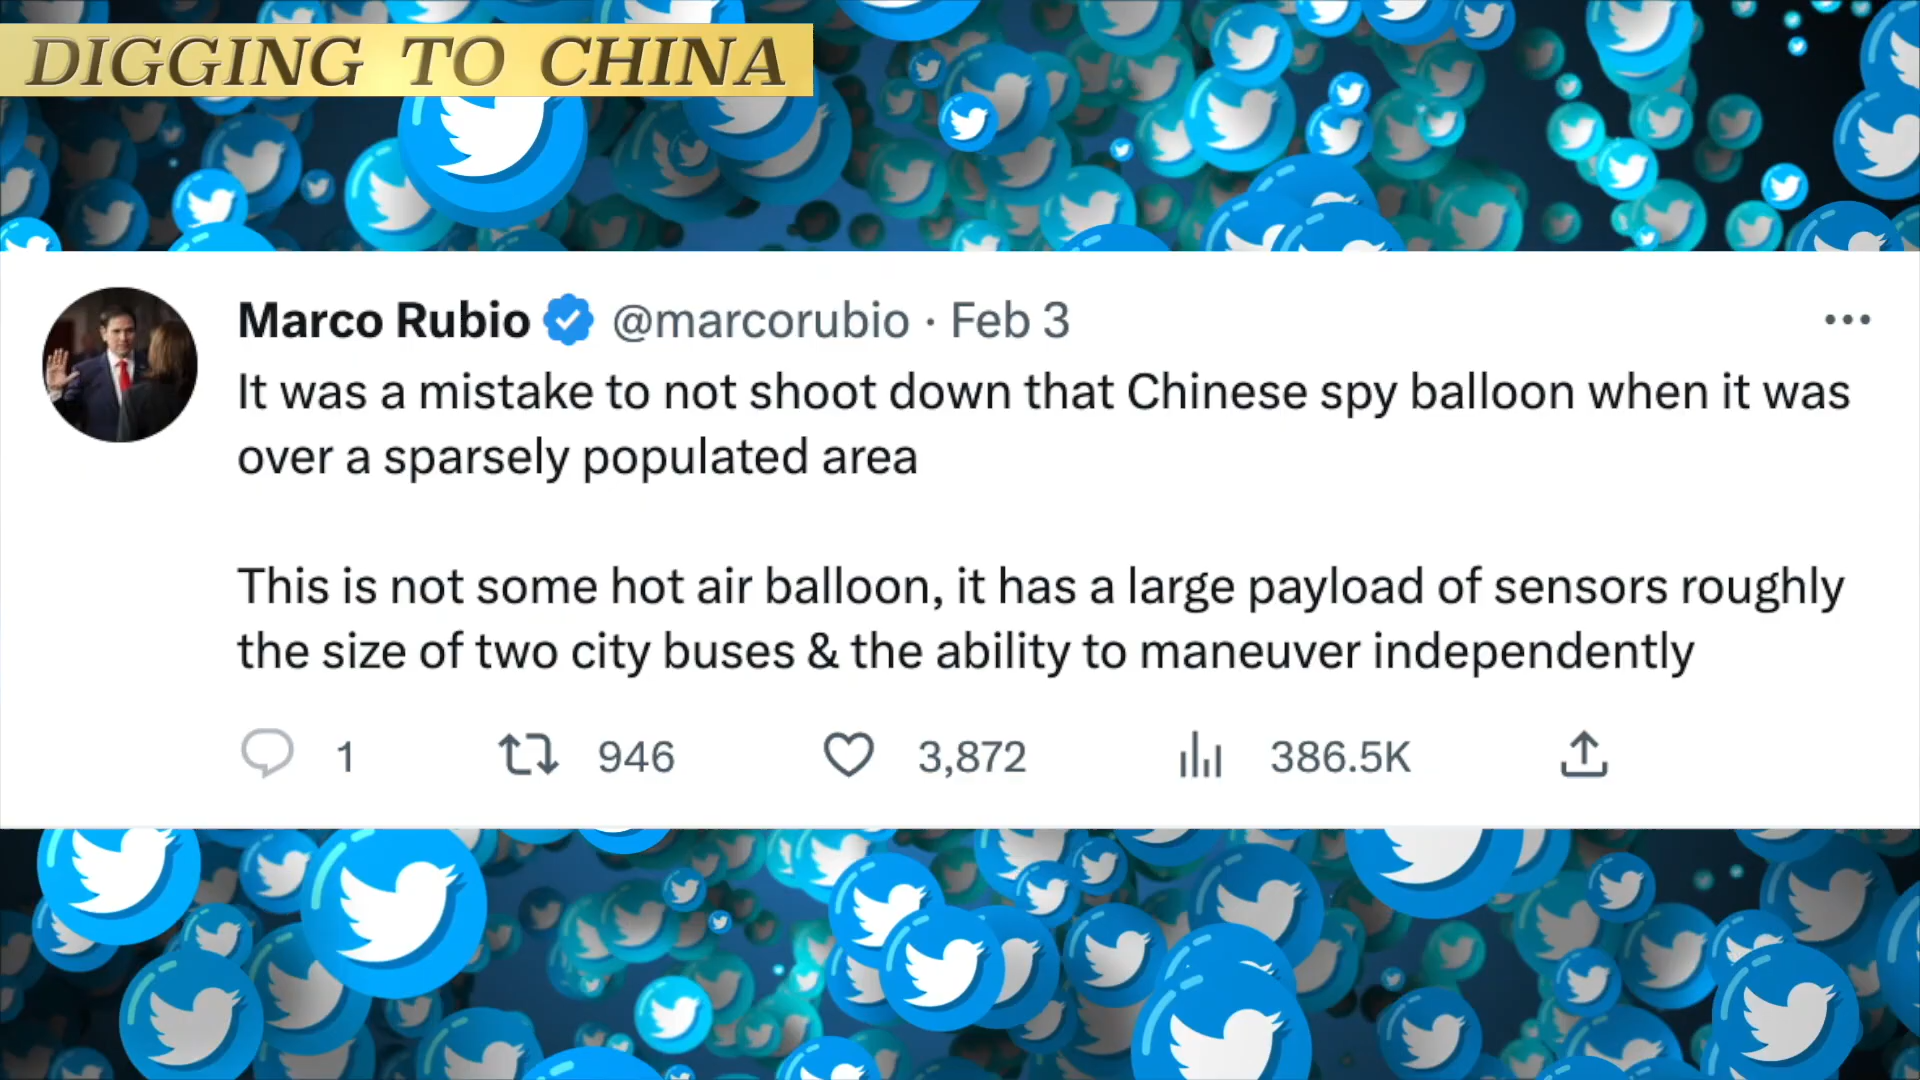 DIGGING TO CHINA
Marco Rubio @marcorubio · Feb 3
It was a mistake to not shoot down that Chinese spy balloon when it was
over a sparsely populated area
This is not some hot air balloon, it has a large payload of sensors roughly
the size of two city buses & the ability to maneuver independently
1 946 3,872 386.5K